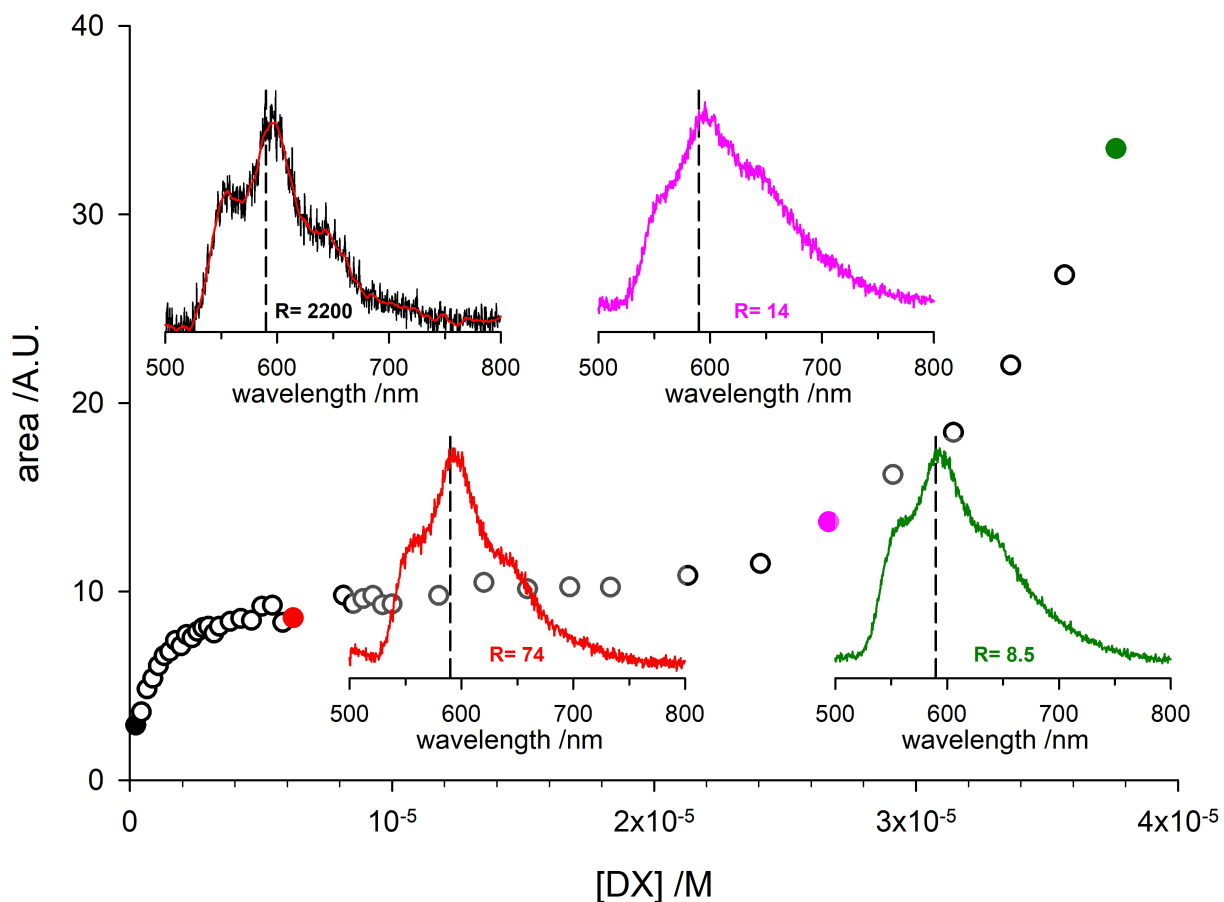 40
30
20
10
0
area /A.U.
0
10⁻⁵
2x10⁻⁵
3x10⁻⁵
4x10⁻⁵
[DX] /M
R= 2200
500 600 700 800
wavelength /nm
R= 14
500 600 700 800
wavelength /nm
R= 74
500 600 700 800
wavelength /nm
R= 8.5
500 600 700 800
wavelength /nm